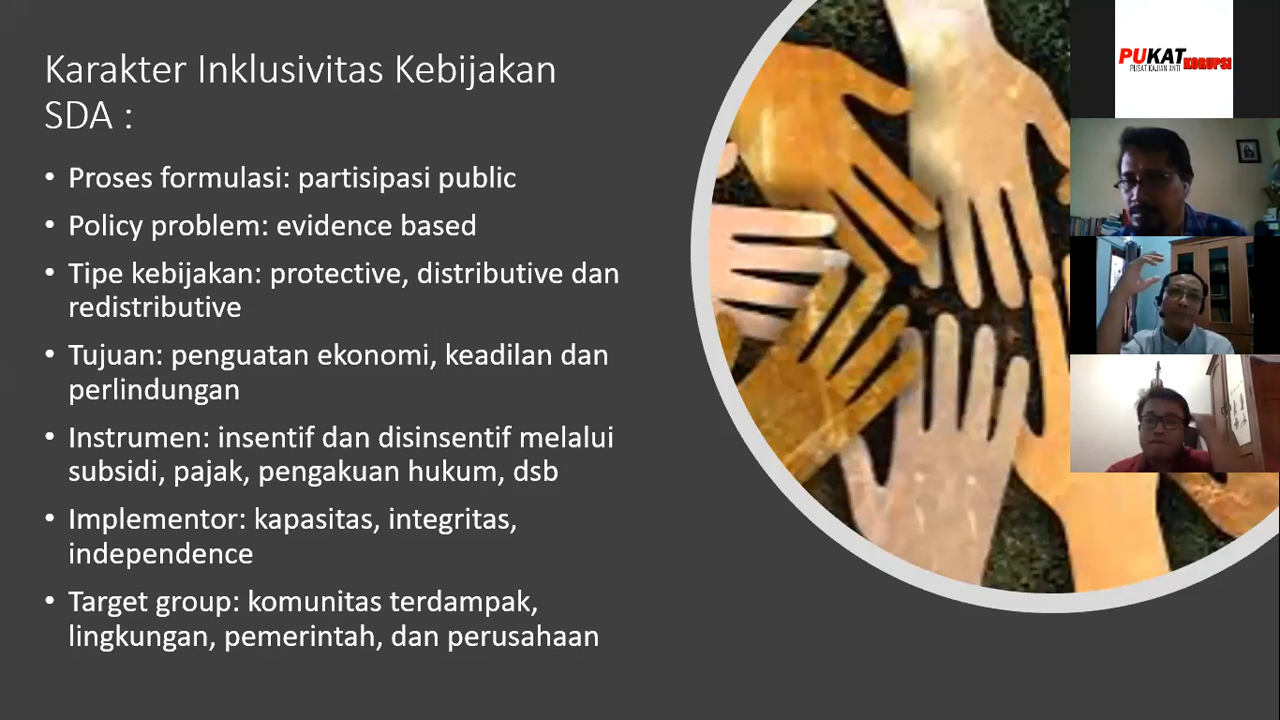 Karakter Inklusivitas Kebijakan
SDA :
• Proses formulasi: partisipasi public
• Policy problem: evidence based
• Tipe kebijakan: protective, distributive dan
redistributive
• Tujuan: penguatan ekonomi, keadilan dan
perlindungan
• Instrumen: insentif dan disinsentif melalui
subsidi, pajak, pengakuan hukum, dsb
• Implementor: kapasitas, integritas,
independence
• Target group: komunitas terdampak,
lingkungan, pemerintah, dan perusahaan
PUKAT
PUSAT KAJIAN ANTI KORUPSI